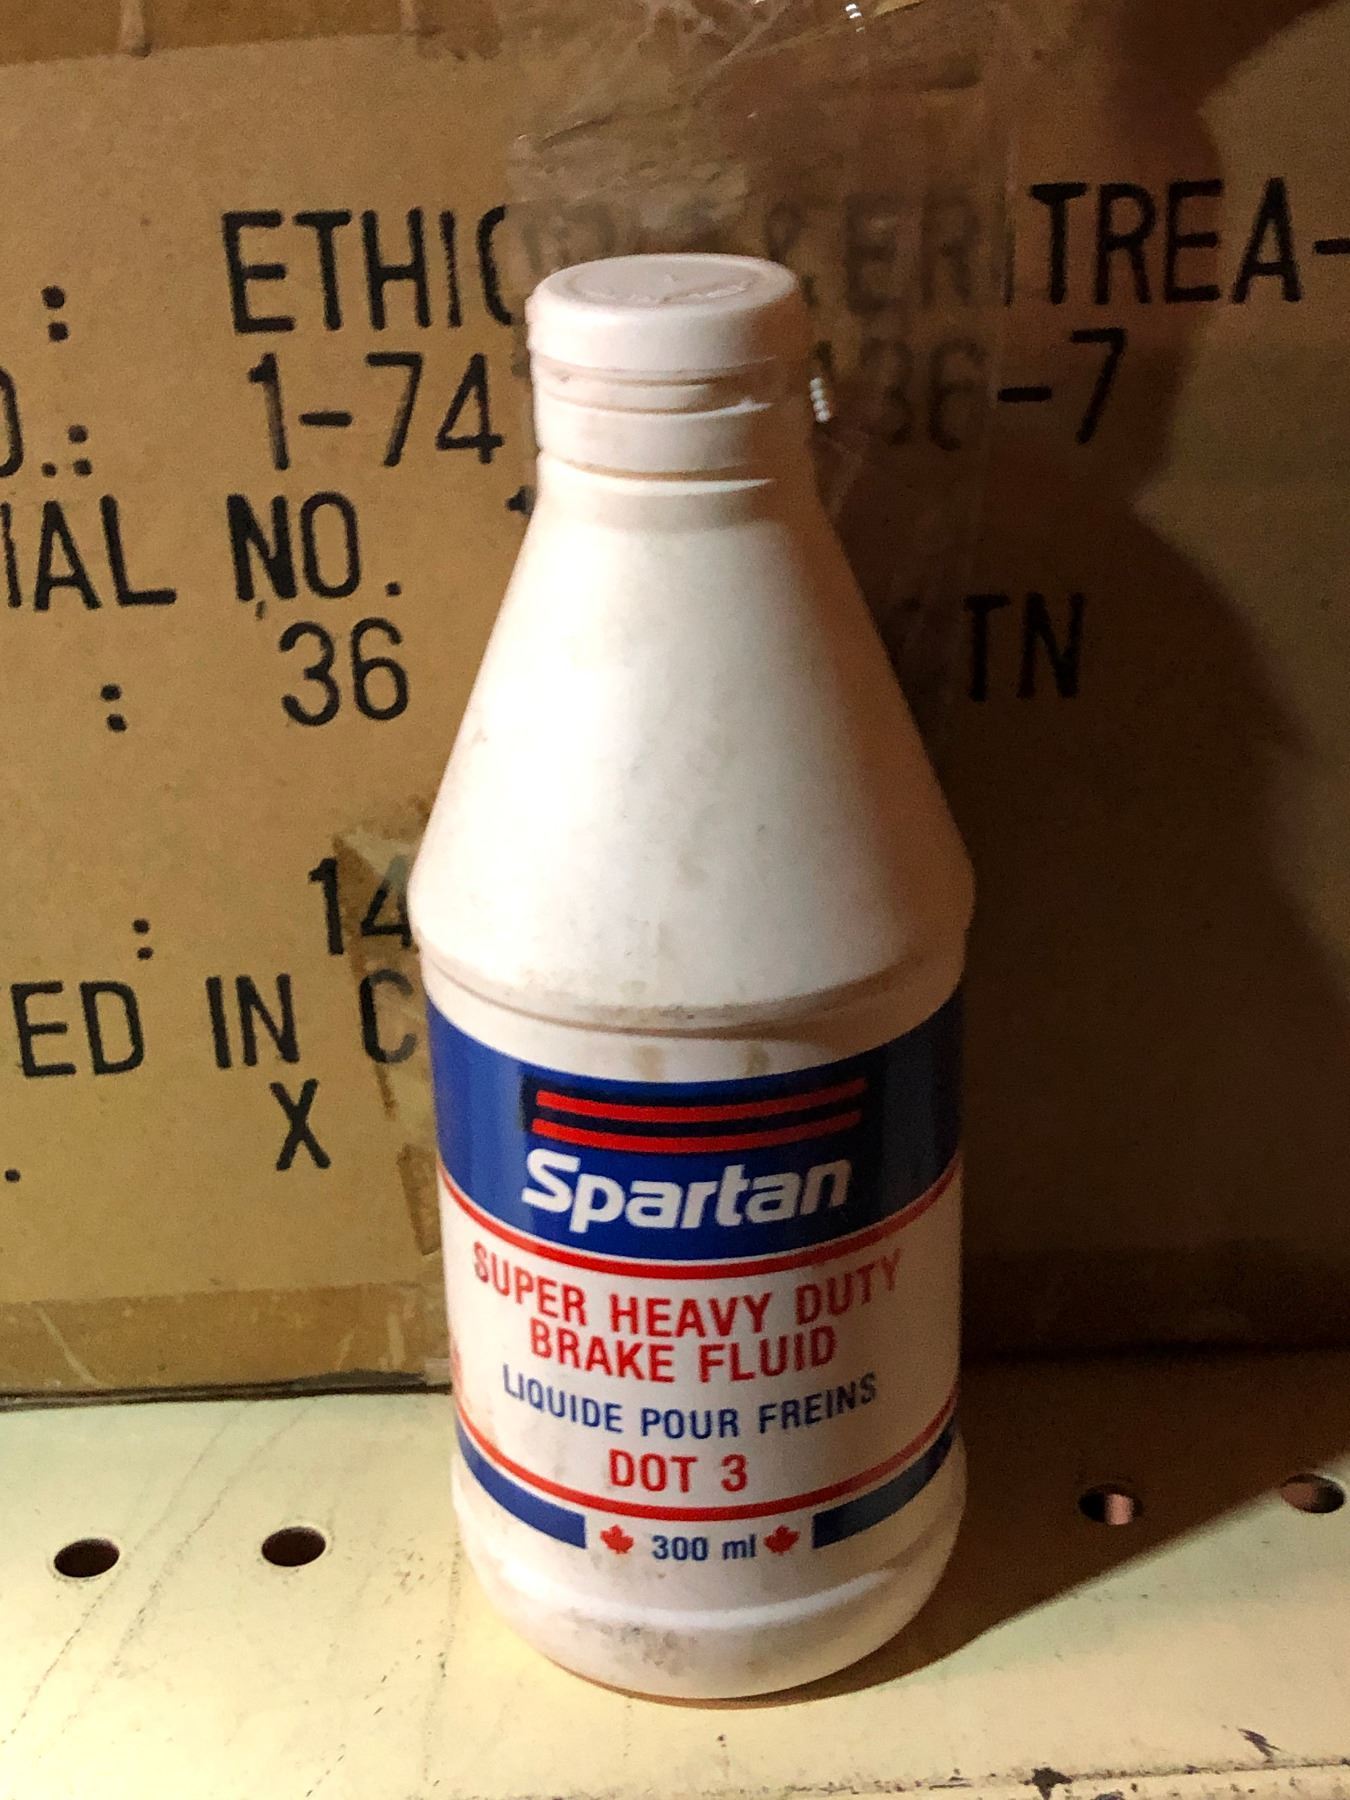 : ETHIO & ERITREA-
O.: 1-74 36-7
IAL NO.
: 36 TN
: 14
ED IN C
. X
Spartan
SUPER HEAVY DUTY
BRAKE FLUID
LIQUIDE POUR FREINS
DOT 3
300 ml